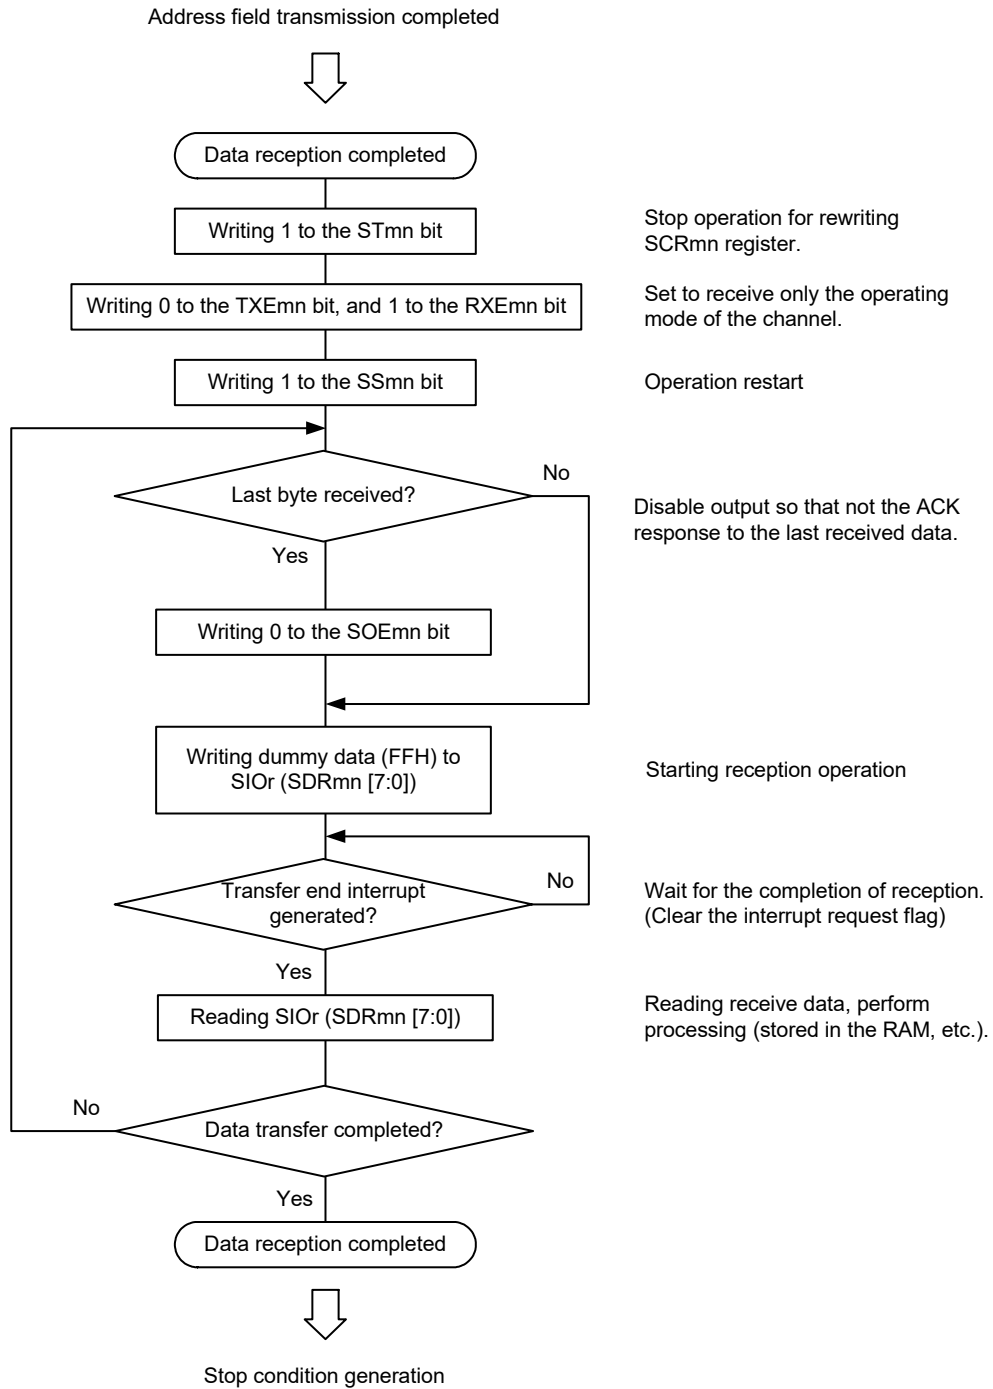 Address field transmission completed
Data reception completed
Writing 1 to the STmn bit
Stop operation for rewriting
SCRmn register.
Writing 0 to the TXEmn bit, and 1 to the RXEmn bit
Set to receive only the operating
mode of the channel.
Writing 1 to the SSmn bit
Operation restart
Last byte received?
No
Disable output so that not the ACK
response to the last received data.
Yes
Writing 0 to the SOEmn bit
Writing dummy data (FFH) to
SIOr (SDRmn [7:0])
Starting reception operation
Transfer end interrupt
generated?
No
Wait for the completion of reception.
(Clear the interrupt request flag)
Yes
Reading SIOr (SDRmn [7:0])
Reading receive data, perform
processing (stored in the RAM, etc.).
No
Data transfer completed?
Yes
Data reception completed
Stop condition generation